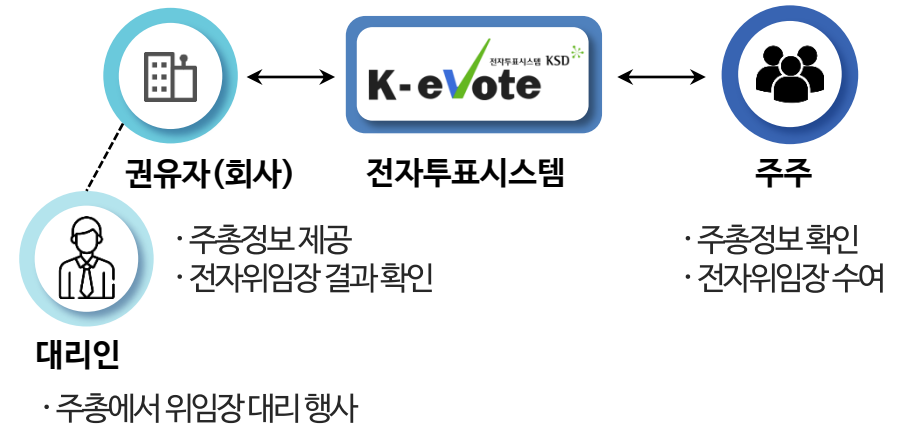 전자투표시스템 KSD
K-eVote
권유자(회사)
전자투표시스템
주주
· 주총정보 제공
· 전자위임장 결과 확인
· 주총정보 확인
· 전자위임장 수여
대리인
· 주총에서 위임장 대리 행사